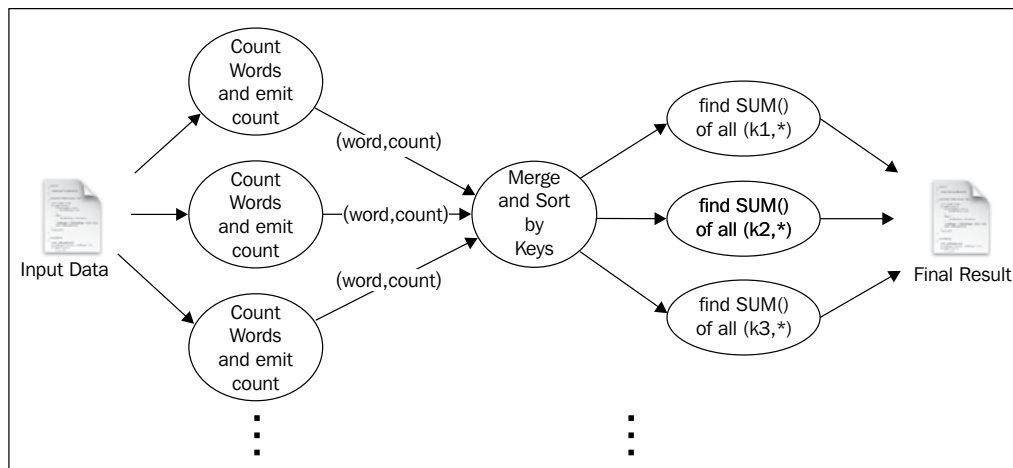 Count
Words
and emit
count
(word,count)
find SUM()
of all (k1,*)
Input Data
Count
Words
and emit
count
(word,count)
Merge
and Sort
by
Keys
find SUM()
of all (k2,*)
Final Result
Count
Words
and emit
count
(word,count)
find SUM()
of all (k3,*)